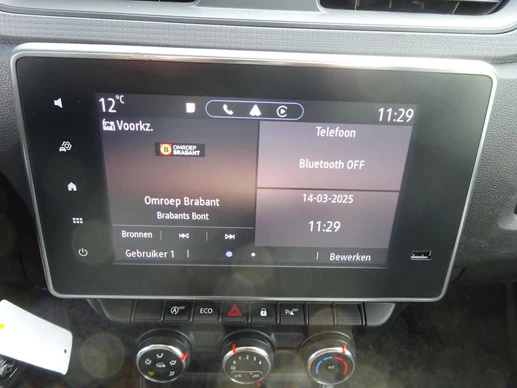 12°C
11:29
Voorkz.
OMROEP
BRABANT
Omroep Brabant
Brabants Bont
Bronnen
Gebruiker 1
Telefoon
Bluetooth OFF
14-03-2025
11:29
Bewerken
ECO